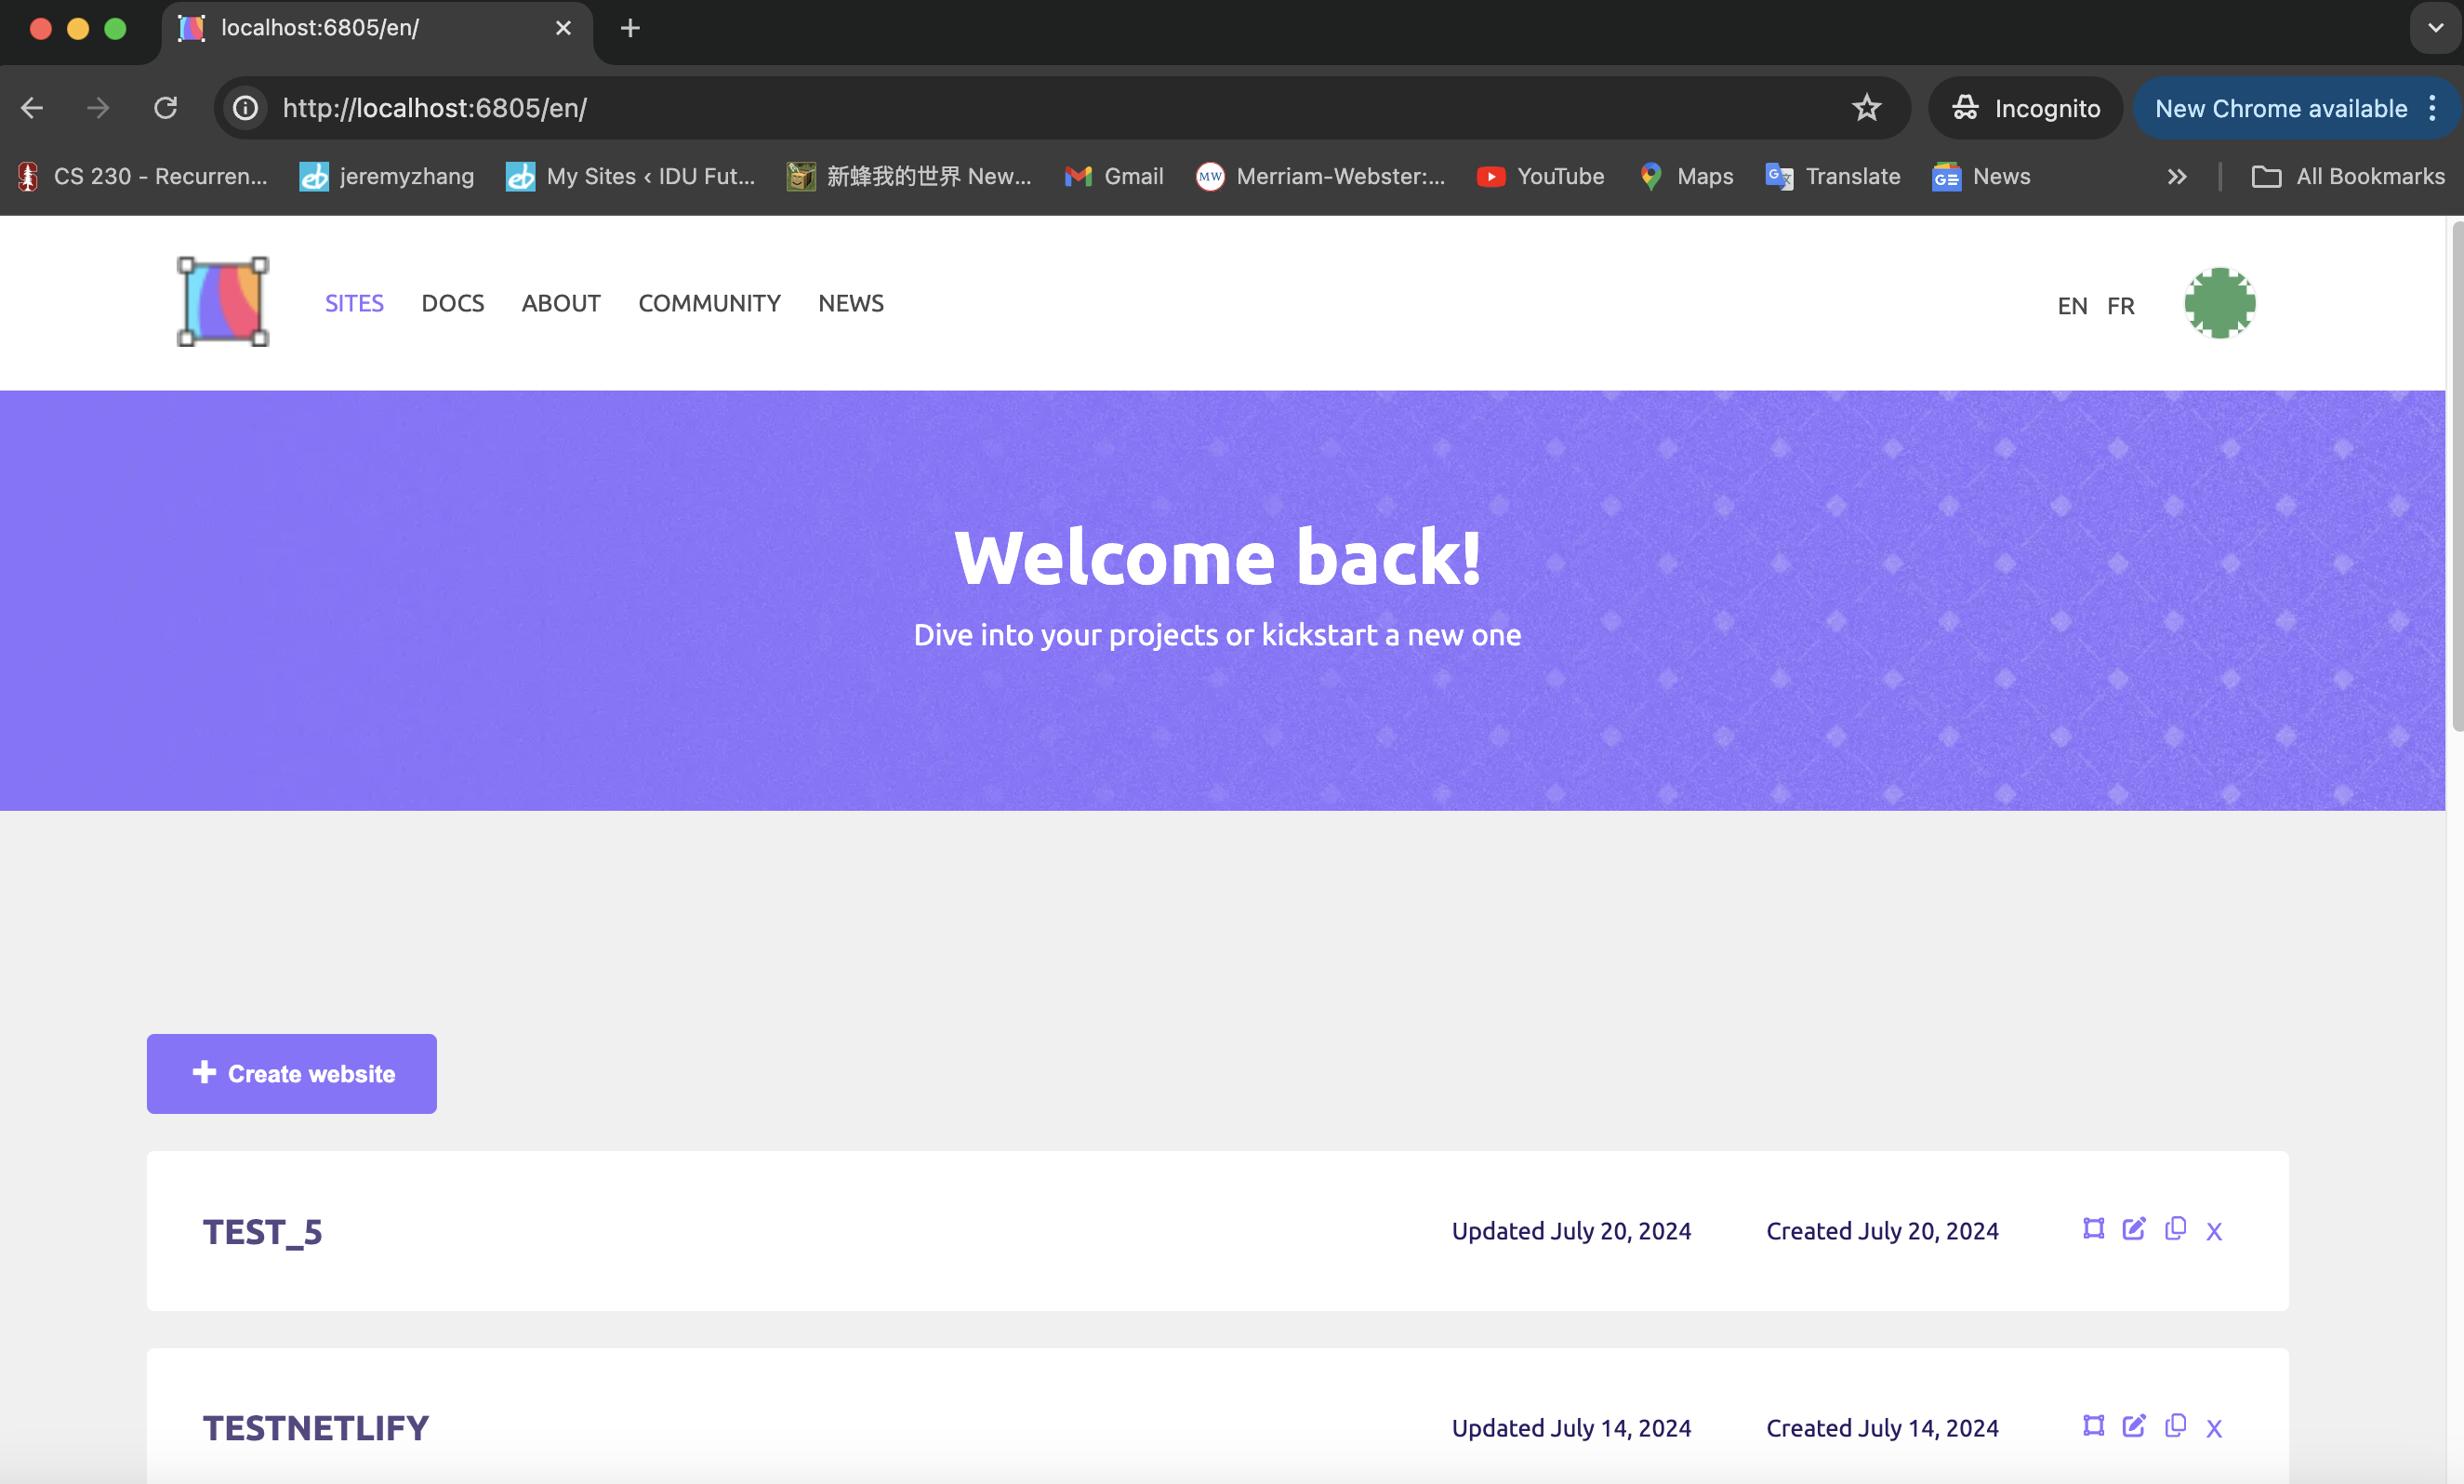 localhost:6805/en/
http://localhost:6805/en/
Incognito
New Chrome available
CS 230 - Recurren...
jeremyzhang
My Sites ‹ IDU Fut...
新蜂我的世界 New...
Gmail
MW
Merriam-Webster:...
YouTube
Maps
Translate
News
All Bookmarks
SITES DOCS ABOUT COMMUNITY NEWS
EN FR
Welcome back!
Dive into your projects or kickstart a new one
Create website
TEST_5
Updated July 20, 2024
Created July 20, 2024
X
TESTNETLIFY
Updated July 14, 2024
Created July 14, 2024
X